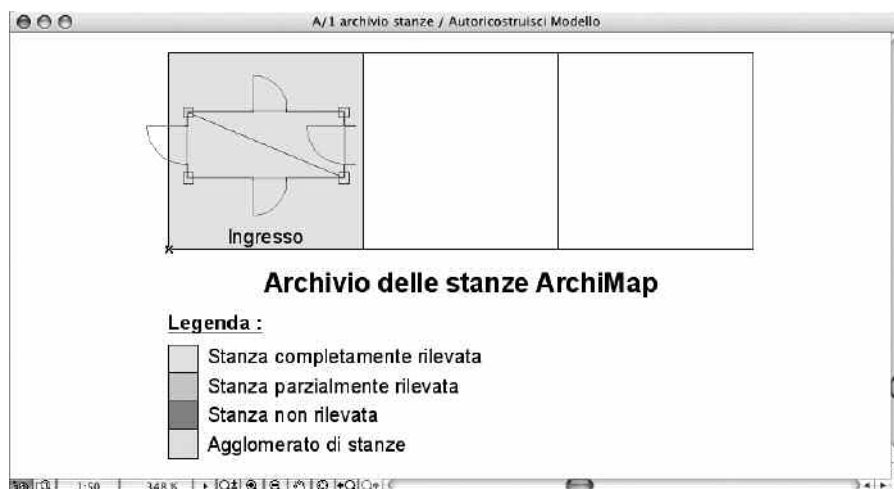 A/1 archivio stanze / Autoricostruisci Modello
Ingresso
Archivio delle stanze ArchiMap
Legenda :
Stanza completamente rilevata
Stanza parzialmente rilevata
Stanza non rilevata
Agglomerato di stanze
1:50 348 %